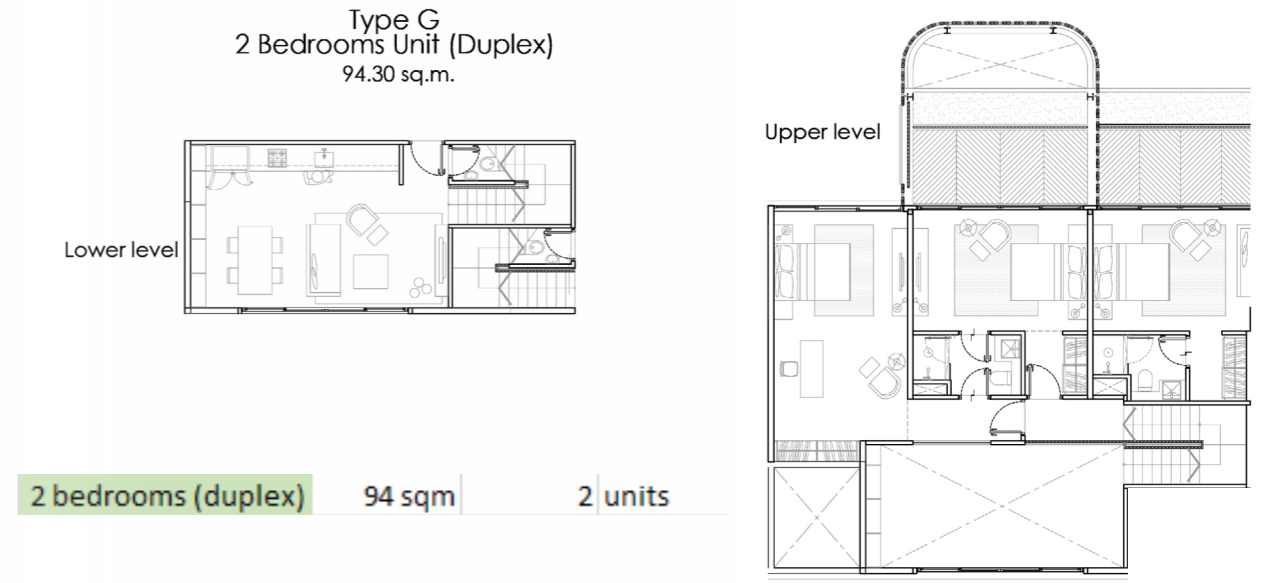 Type G
2 Bedrooms Unit (Duplex)
94.30 sq.m.
Upper level
Lower level
2 bedrooms (duplex) 94 sqm 2 units